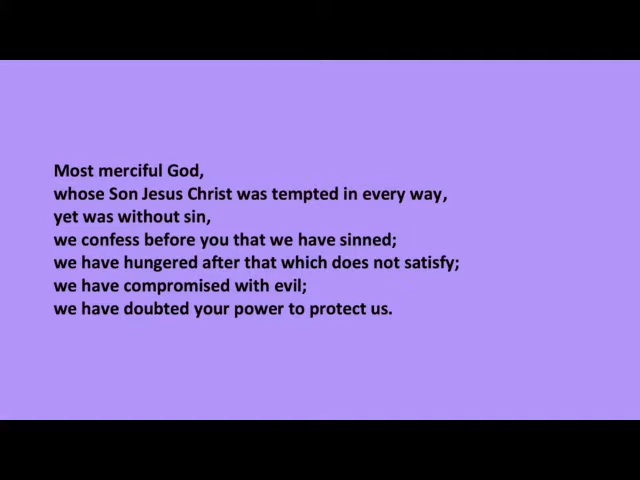 Most merciful God,
whose Son Jesus Christ was tempted in every way,
yet was without sin,
we confess before you that we have sinned;
we have hungered after that which does not satisfy;
we have compromised with evil;
we have doubted your power to protect us.